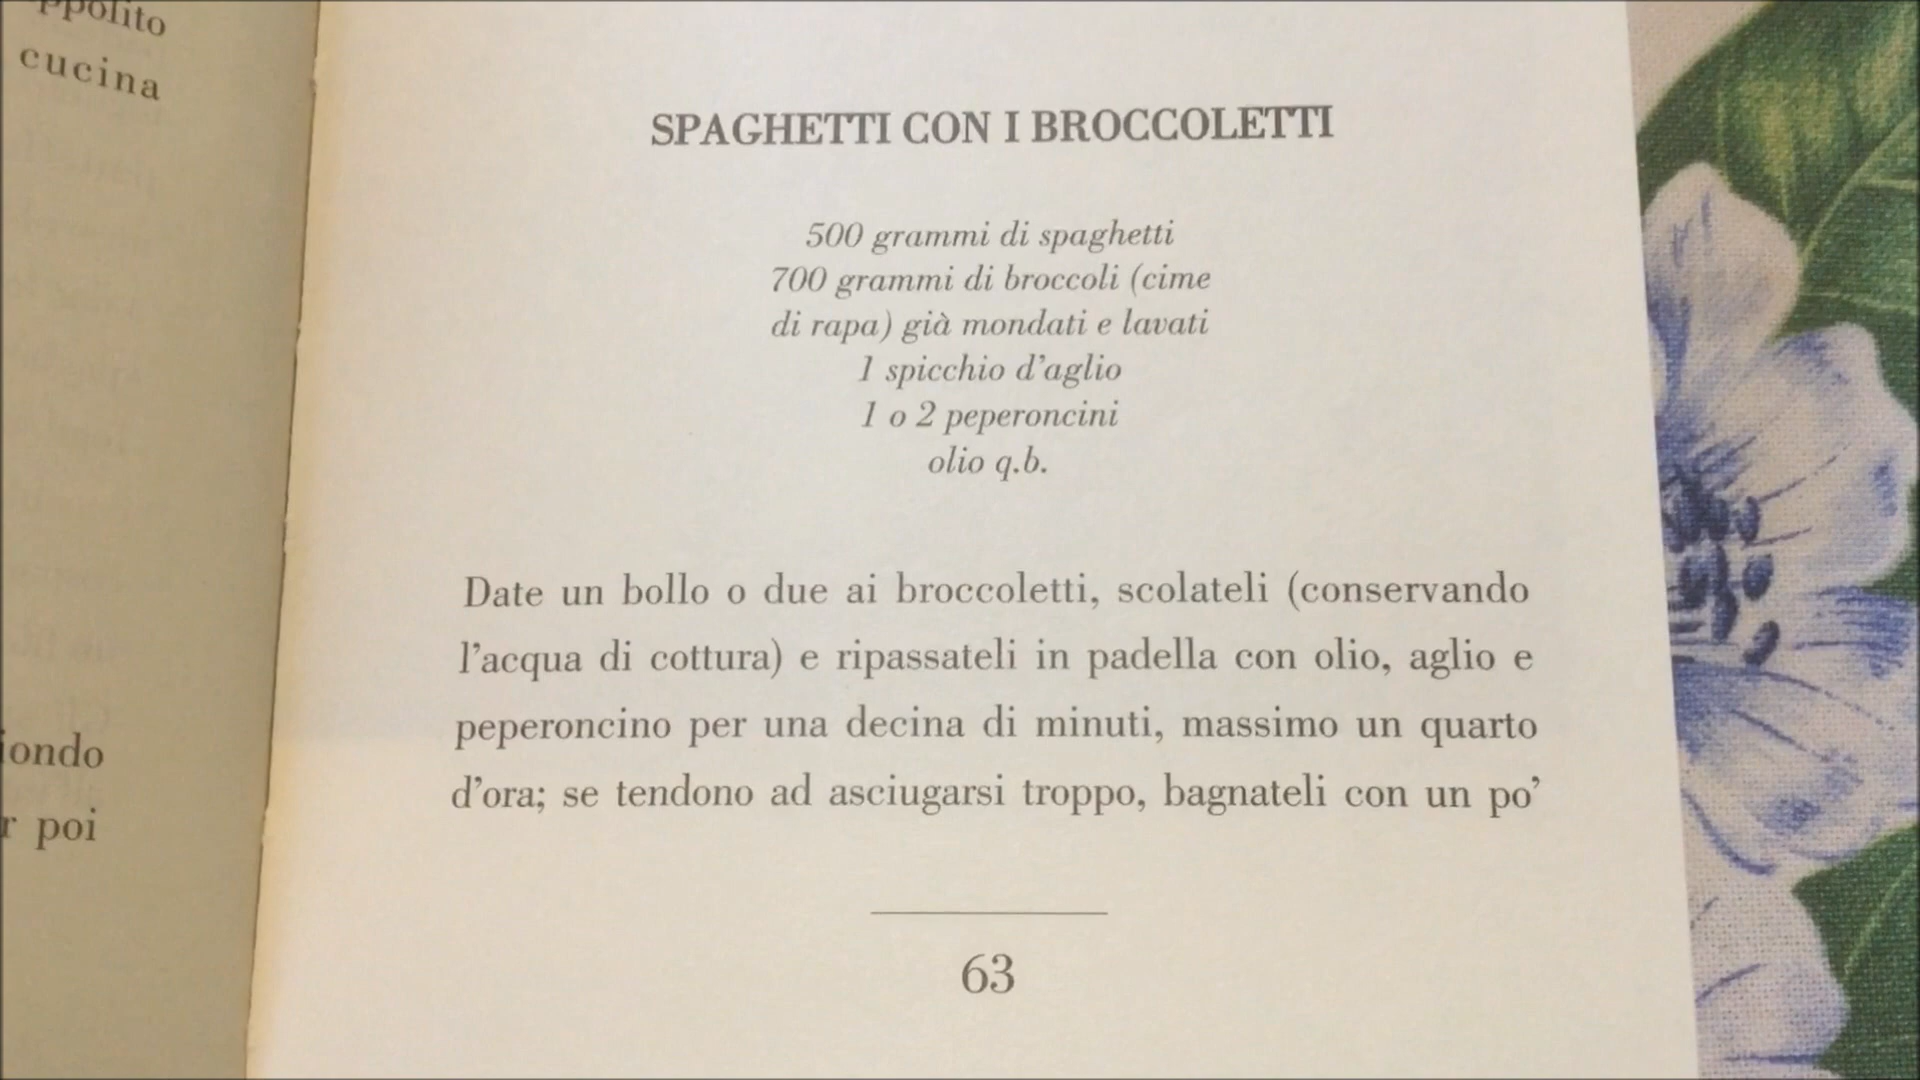 cucina
iondo
r poi
SPAGHETTI CON I BROCCOLETTI
500 grammi di spaghetti
700 grammi di broccoli (cime
di rapa) già mondati e lavati
1 spicchio d'aglio
1 o 2 peperoncini
olio q.b.
Date un bollo o due ai broccoletti, scolateli (conservando
l'acqua di cottura) e ripassateli in padella con olio, aglio e
peperoncino per una decina di minuti, massimo un quarto
d'ora; se tendono ad asciugarsi troppo, bagnateli con un po'
63